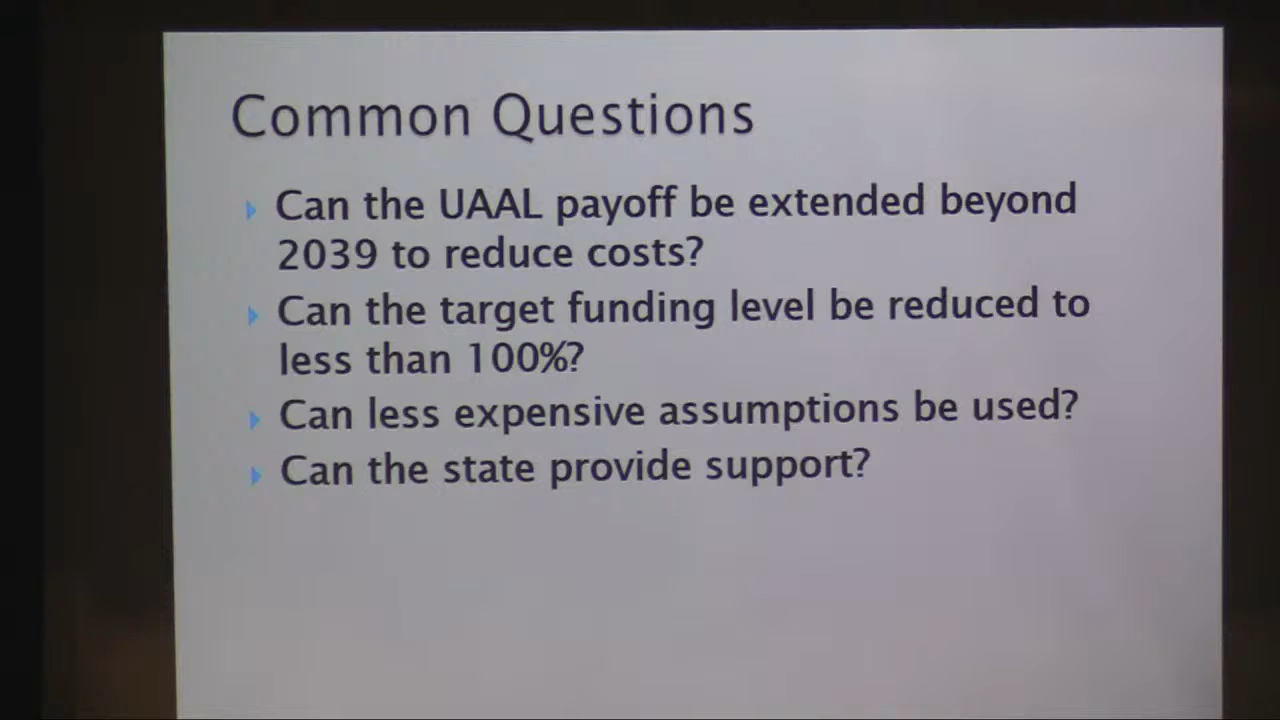 Common Questions
Can the UAAL payoff be extended beyond
2039 to reduce costs?
Can the target funding level be reduced to
less than 100%?
Can less expensive assumptions be used?
Can the state provide support?